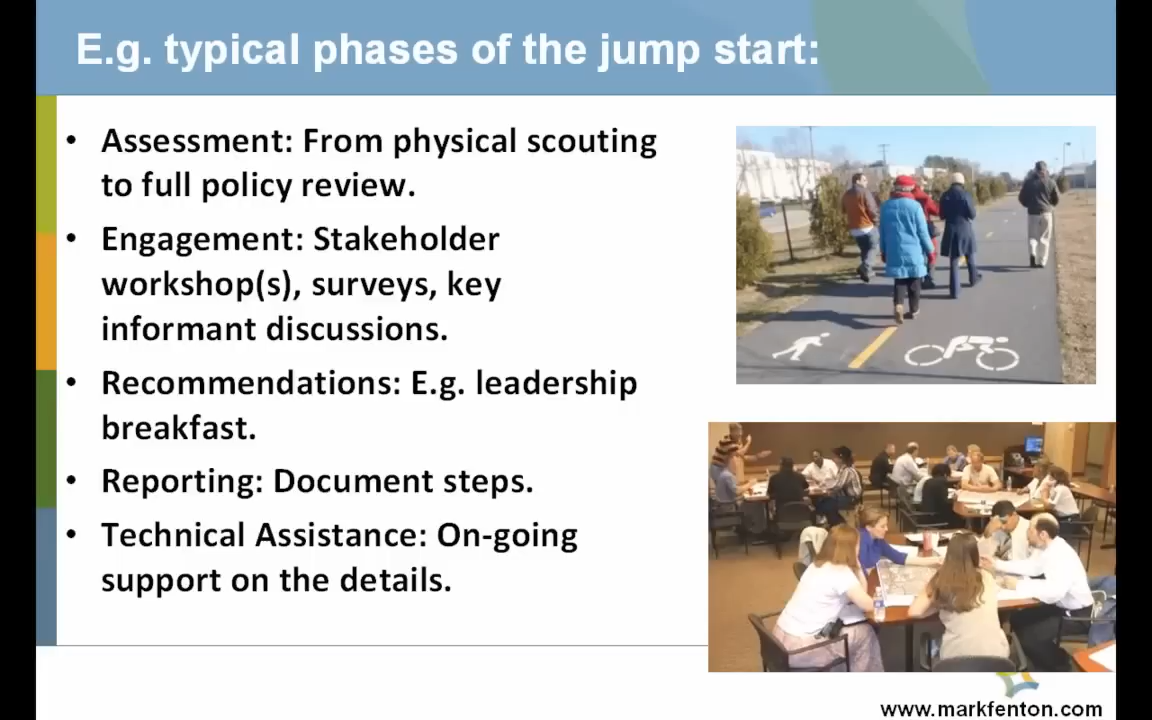 E.g. typical phases of the jump start:
• Assessment: From physical scouting
to full policy review.
• Engagement: Stakeholder
workshop(s), surveys, key
informant discussions.
• Recommendations: E.g. leadership
breakfast.
• Reporting: Document steps.
• Technical Assistance: On-going
support on the details.
www.markfenton.com